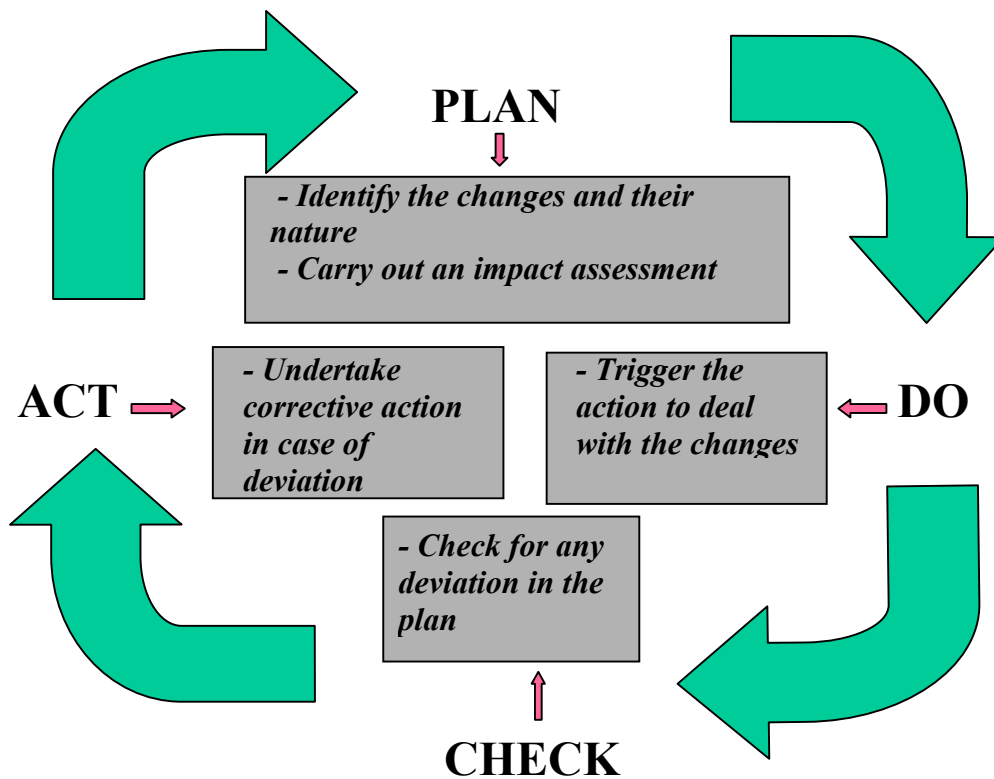 PLAN
- Identify the changes and their
nature
- Carry out an impact assessment
ACT
- Undertake
corrective action
in case of
deviation
- Trigger the
action to deal
with the changes
DO
- Check for any
deviation in the
plan
CHECK